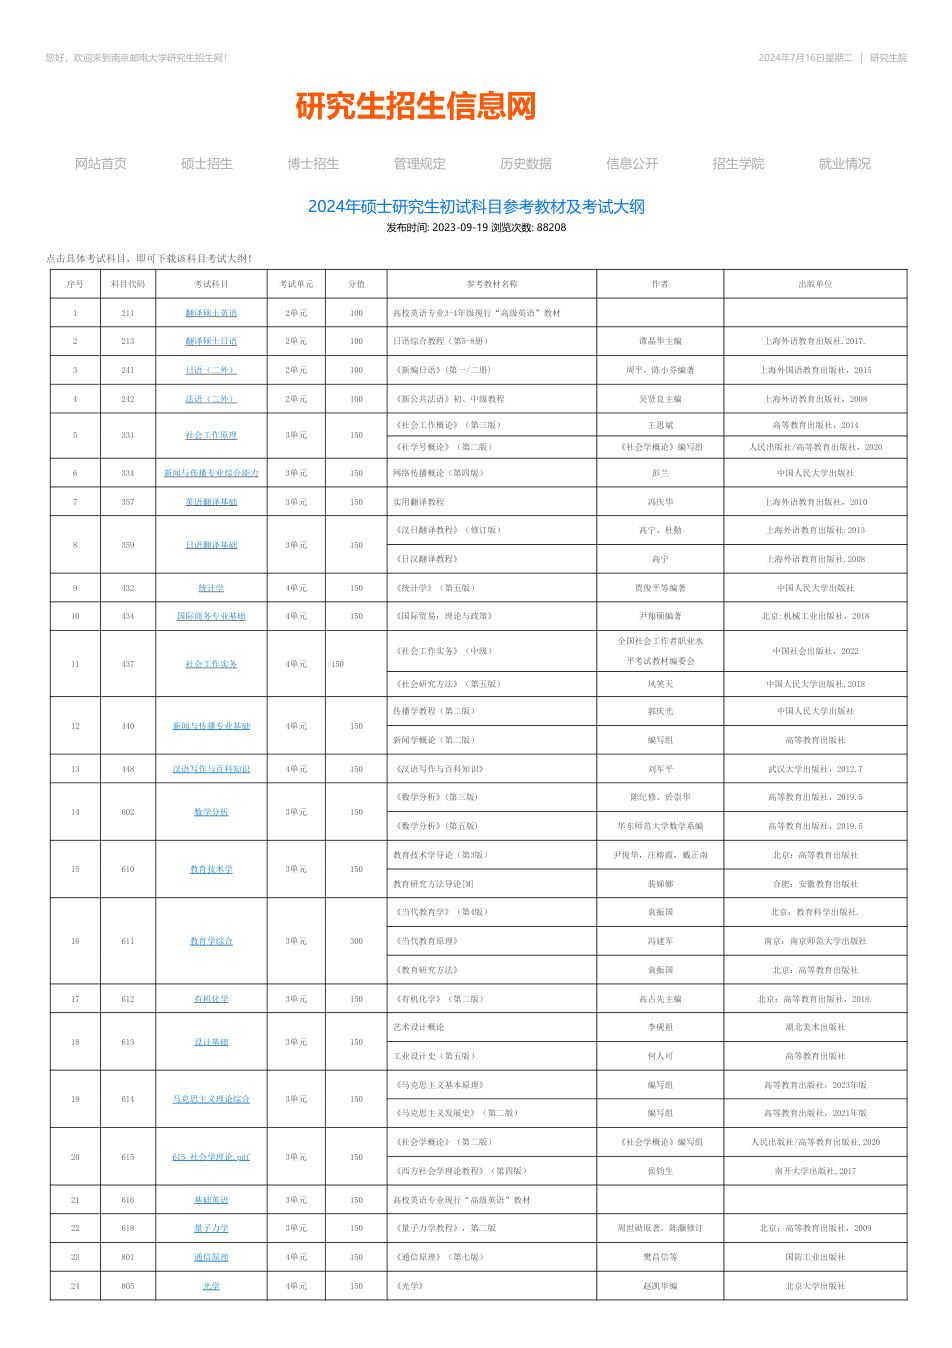 您好，欢迎来到南京邮电大学研究生招生网！ 2024年7月16日星期二 | 研究生院
研究生招生信息网
网站首页 硕士招生 博士招生 管理规定 历史数据 信息公开 招生学院 就业情况
2024年硕士研究生初试科目参考教材及考试大纲
发布时间: 2023-09-19 浏览次数: 88208
点击具体考试科目，即可下载该科目考试大纲！
序号 科目代码 考试科目 考试单元 分值 参考教材名称 作者 出版单位
1 211 翻译硕士英语 2单元 100 高校英语专业3-4年级现行“高级英语”教材
2 213 翻译硕士日语 2单元 100 日语综合教程（第5-8册） 谭晶华主编 上海外语教育出版社.2017.
3 241 日语（二外） 2单元 100 《新编日语》(第一/二册) 周平，陈小芬编著 上海外国语教育出版社，2015
4 242 法语（二外） 2单元 100 《新公共法语》初、中级教程 吴贤良主编 上海外语教育出版社，2008
5 331 社会工作原理 3单元 150 《社会工作概论》（第三版） 王思斌 高等教育出版社，2014
《社学号概论》（第二版） 《社会学概论》编写组 人民出版社/高等教育出版社，2020
6 334 新闻与传播专业综合能力 3单元 150 网络传播概论（第四版） 彭兰 中国人民大学出版社
7 357 英语翻译基础 3单元 150 实用翻译教程 冯庆华 上海外语教育出版社，2010
8 359 日语翻译基础 3单元 150 《汉日翻译教程》（修订版） 高宁、杜勤 上海外语教育出版社.2013
《日汉翻译教程》 高宁 上海外语教育出版社.2008
9 432 统计学 4单元 150 《统计学》（第五版） 贾俊平等编著 中国人民大学出版社
10 434 国际商务专业基础 4单元 150 《国际贸易：理论与政策》 尹翔硕编著 北京:机械工业出版社，2018
11 437 社会工作实务 4单元 150 《社会工作实务》（中级） 全国社会工作者职业水
平考试教材编委会 中国社会出版社，2022
《社会研究方法》（第五版） 风笑天 中国人民大学出版社,2018
12 440 新闻与传播专业基础 4单元 150 传播学教程（第二版） 郭庆光 中国人民大学出版社
新闻学概论（第二版） 编写组 高等教育出版社
13 448 汉语写作与百科知识 4单元 150 《汉语写作与百科知识》 刘军平 武汉大学出版社，2012.7
14 602 数学分析 3单元 150 《数学分析》(第三版) 陈纪修、於崇华 高等教育出版社，2019.5
《数学分析》(第五版) 华东师范大学数学系编 高等教育出版社，2019.5
15 610 教育技术学 3单元 150 教育技术学导论（第3版） 尹俊华，庄榕霞，戴正南 北京：高等教育出版社
教育研究方法导论[M] 裴娣娜 合肥：安徽教育出版社
16 611 教育学综合 3单元 300 《当代教育学》（第4版） 袁振国 北京：教育科学出版社.
《当代教育原理》 冯建军 南京：南京师范大学出版社
《教育研究方法》 袁振国 北京：高等教育出版社
17 612 有机化学 3单元 150 《有机化学》（第二版） 高占先主编 北京：高等教育出版社，2018.
18 613 设计基础 3单元 150 艺术设计概论 李砚祖 湖北美术出版社
工业设计史（第五版） 何人可 高等教育出版社
19 614 马克思主义理论综合 3单元 150 《马克思主义基本原理》 编写组 高等教育出版社，2023年版
《马克思主义发展史》（第二版） 编写组 高等教育出版社，2021年版
20 615 615 社会学理论.pdf 3单元 150 《社会学概论》（第二版） 《社会学概论》编写组 人民出版社/高等教育出版社,2020
《西方社会学理论教程》（第四版） 侯钧生 南开大学出版社,2017
21 616 基础英语 3单元 150 高校英语专业现行“高级英语”教材
22 618 量子力学 3单元 150 《量子力学教程》，第二版 周世勋原著，陈灏修订 北京：高等教育出版社，2009
23 801 通信原理 4单元 150 《通信原理》（第七版） 樊昌信等 国防工业出版社
24 805 光学 4单元 150 《光学》 赵凯华编 北京大学出版社